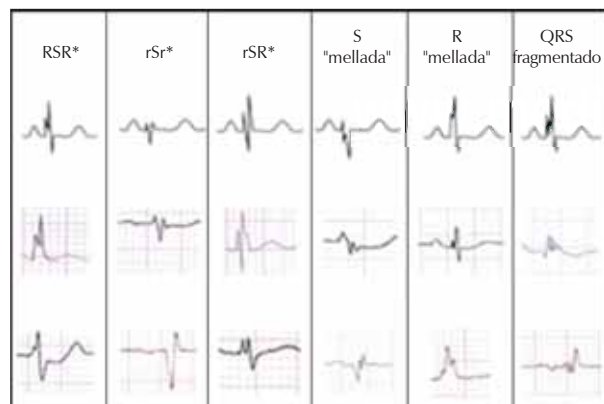 RSR*
rSr*
rSR*
S
"mellada"
R
"mellada"
QRS
fragmentado